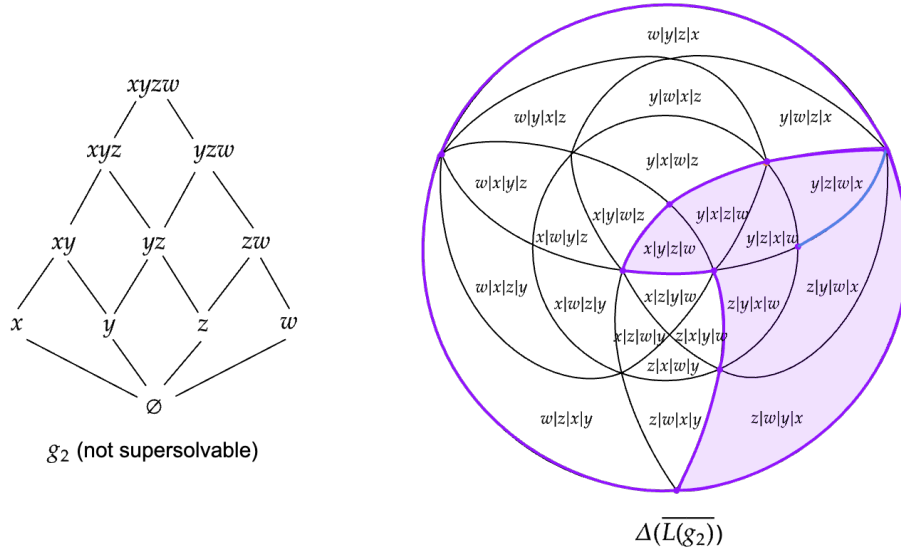 xyzw
xyz yzw
xy yz zw
x y z w
∅
g₂ (not supersolvable)
w|y|z|x
y|w|x|z
w|y|x|z
y|w|z|x
y|x|w|z
w|x|y|z
y|z|w|x
x|y|w|z
y|x|z|w
x|w|y|z
y|z|x|w
x|y|z|w
w|x|z|y
x|z|y|w
z|y|w|x
x|w|z|y
z|y|x|w
x|z|w|y
z|x|y|w
z|x|w|y
w|z|x|y
z|w|x|y
z|w|y|x
Δ(L(g₂))